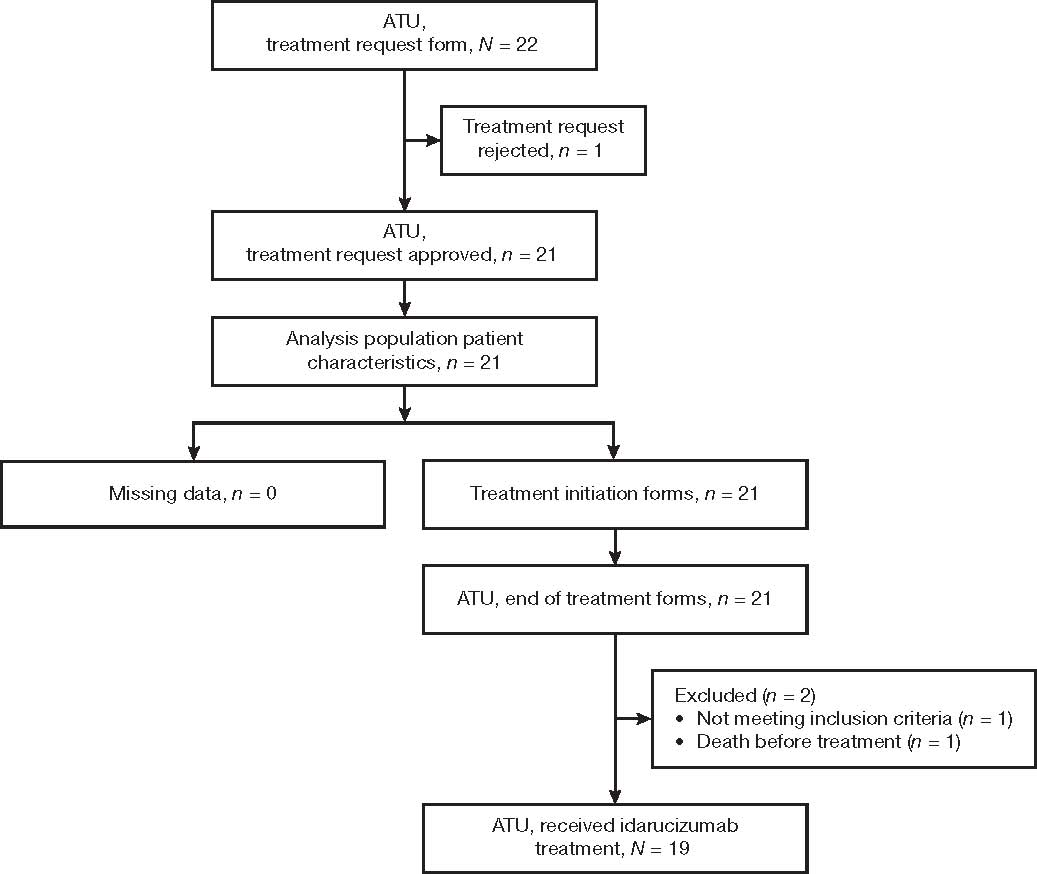 ATU,
treatment request form, N = 22
Treatment request
rejected, n = 1
ATU,
treatment request approved, n = 21
Analysis population patient
characteristics, n = 21
Missing data, n = 0
Treatment initiation forms, n = 21
ATU, end of treatment forms, n = 21
Excluded (n = 2)
• Not meeting inclusion criteria (n = 1)
• Death before treatment (n = 1)
ATU, received idarucizumab
treatment, N = 19